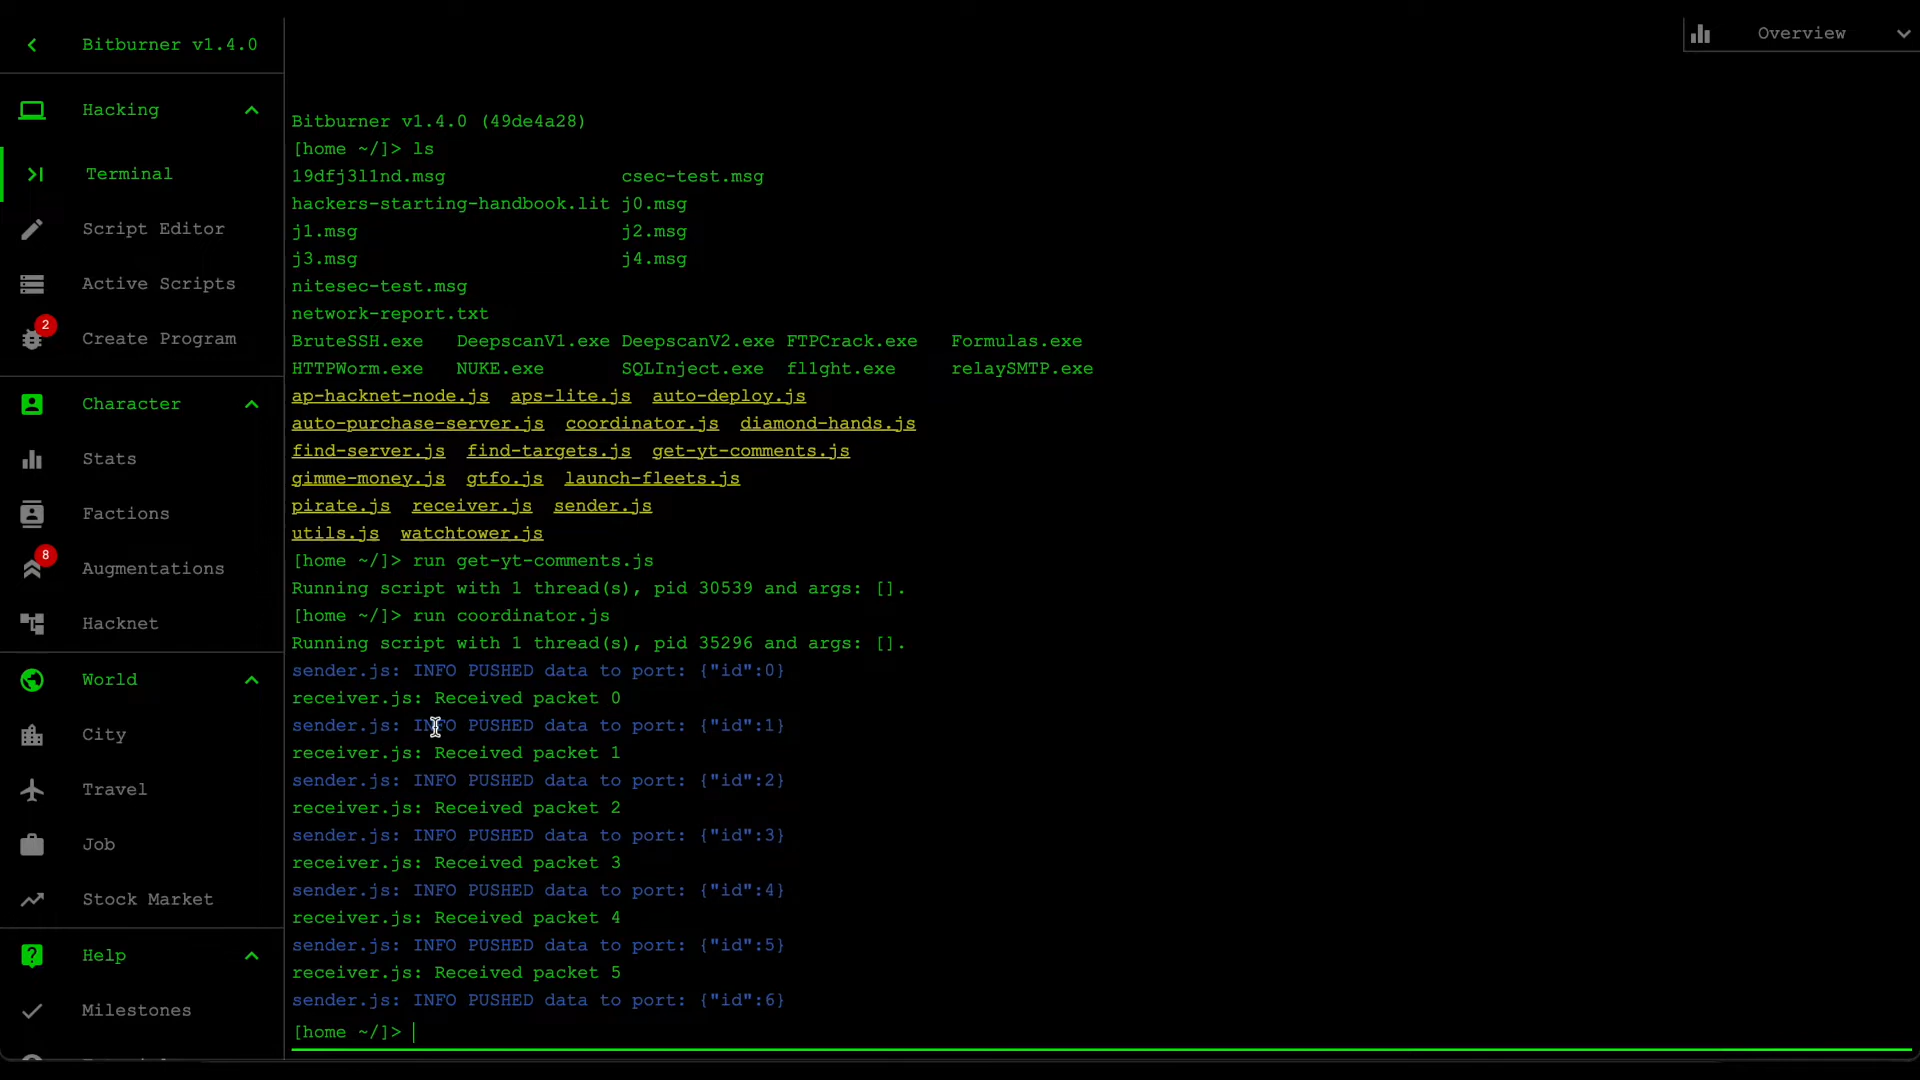 Bitburner v1.4.0
Hacking
Terminal
Script Editor
Active Scripts
2
Create Program
Character
Stats
Factions
8
Augmentations
Hacknet
World
City
Travel
Job
Stock Market
Help
Milestones
Overview
Bitburner v1.4.0 (49de4a28)
[home ~/]> ls
19dfj3l1nd.msg csec-test.msg
hackers-starting-handbook.lit j0.msg
j1.msg j2.msg
j3.msg j4.msg
nitesec-test.msg
network-report.txt
BruteSSH.exe DeepscanV1.exe DeepscanV2.exe FTPCrack.exe Formulas.exe
HTTPWorm.exe NUKE.exe SQLInject.exe fl1ght.exe relaySMTP.exe
ap-hacknet-node.js aps-lite.js auto-deploy.js
auto-purchase-server.js coordinator.js diamond-hands.js
find-server.js find-targets.js get-yt-comments.js
gimme-money.js gtfo.js launch-fleets.js
pirate.js receiver.js sender.js
utils.js watchtower.js
[home ~/]> run get-yt-comments.js
Running script with 1 thread(s), pid 30539 and args: [].
[home ~/]> run coordinator.js
Running script with 1 thread(s), pid 35296 and args: [].
sender.js: INFO PUSHED data to port: {"id":0}
receiver.js: Received packet 0
sender.js: INFO PUSHED data to port: {"id":1}
receiver.js: Received packet 1
sender.js: INFO PUSHED data to port: {"id":2}
receiver.js: Received packet 2
sender.js: INFO PUSHED data to port: {"id":3}
receiver.js: Received packet 3
sender.js: INFO PUSHED data to port: {"id":4}
receiver.js: Received packet 4
sender.js: INFO PUSHED data to port: {"id":5}
receiver.js: Received packet 5
sender.js: INFO PUSHED data to port: {"id":6}
[home ~/]>